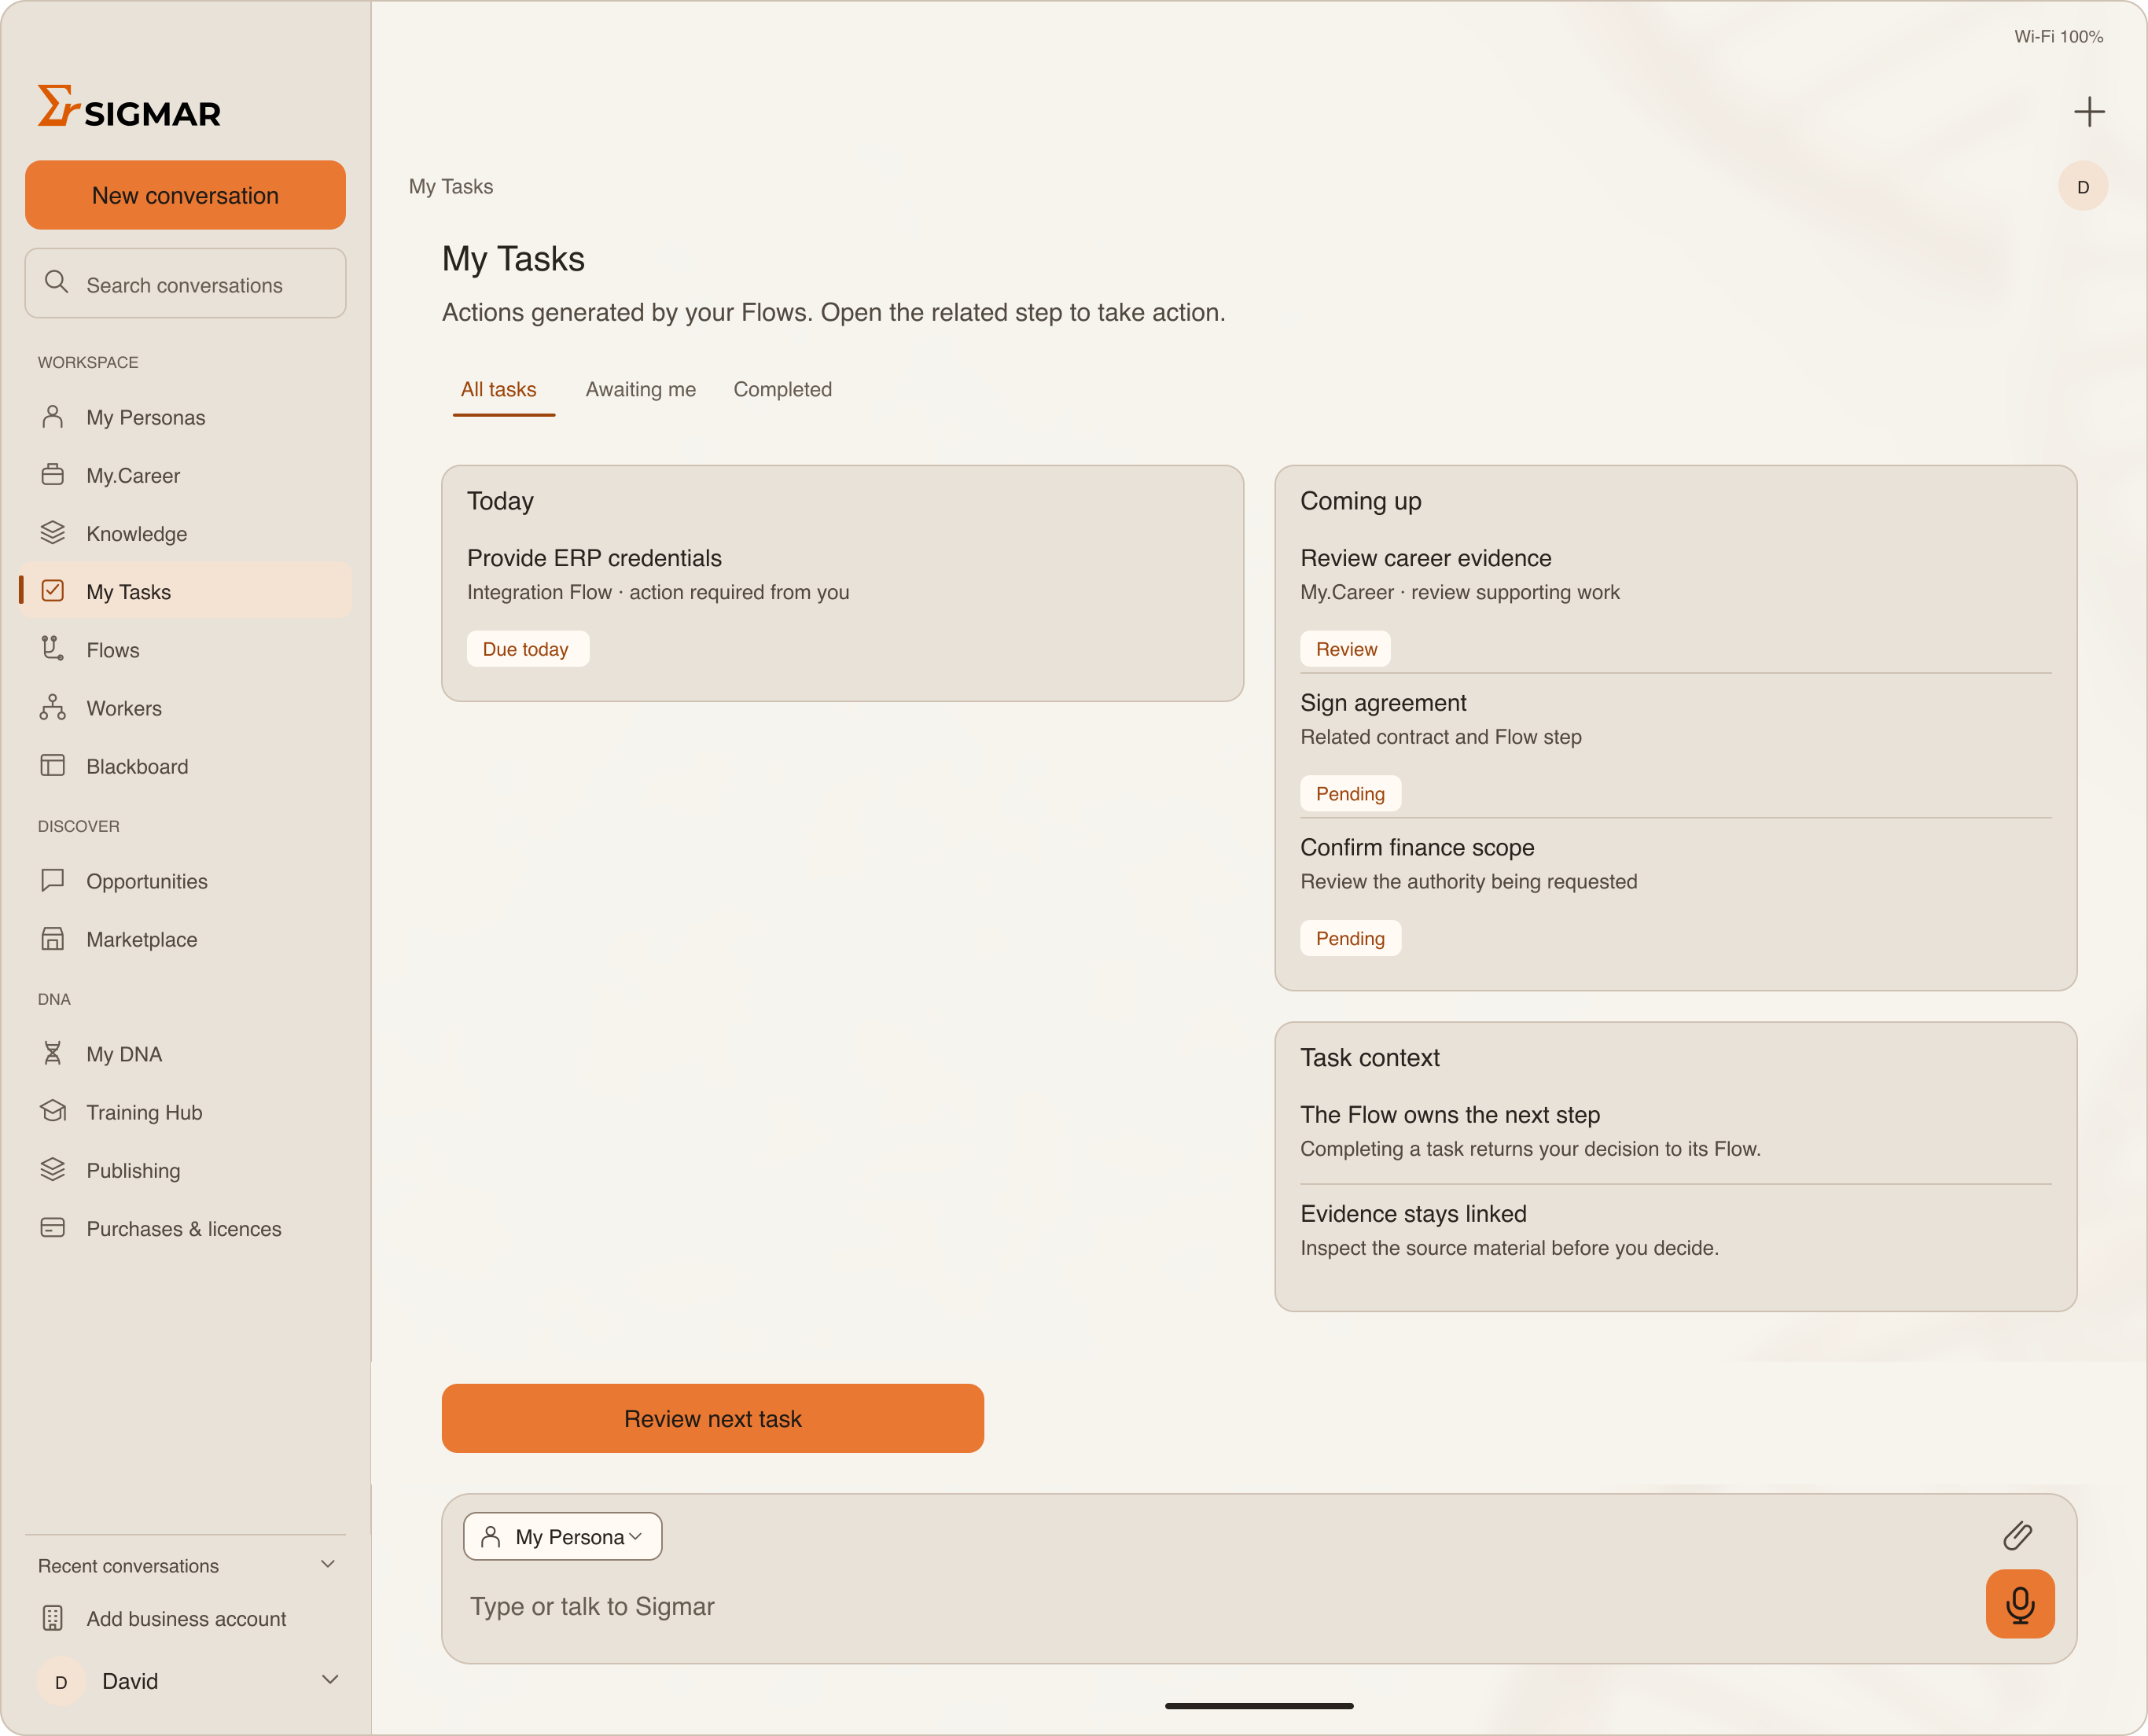 Wi-Fi 100%
Σr SIGMAR
New conversation
Search conversations
WORKSPACE
My Personas
My.Career
Knowledge
My Tasks
Flows
Workers
Blackboard
DISCOVER
Opportunities
Marketplace
DNA
My DNA
Training Hub
Publishing
Purchases & licences
Recent conversations
Add business account
D
David
My Tasks
D
My Tasks
Actions generated by your Flows. Open the related step to take action.
All tasks
Awaiting me
Completed
Today
Provide ERP credentials
Integration Flow · action required from you
Due today
Coming up
Review career evidence
My.Career · review supporting work
Review
Sign agreement
Related contract and Flow step
Pending
Confirm finance scope
Review the authority being requested
Pending
Task context
The Flow owns the next step
Completing a task returns your decision to its Flow.
Evidence stays linked
Inspect the source material before you decide.
Review next task
My Persona
Type or talk to Sigmar